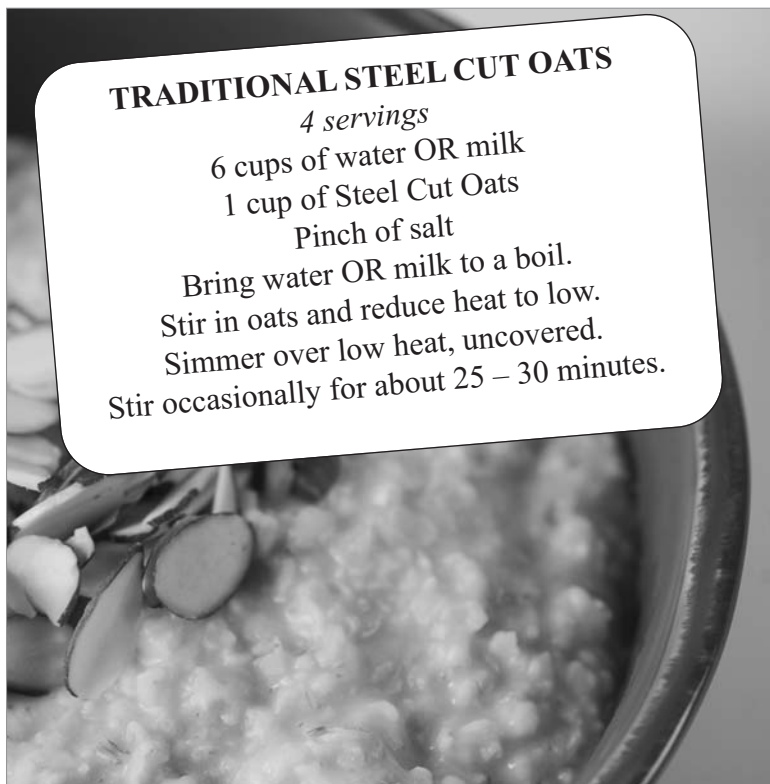 TRADITIONAL STEEL CUT OATS
4 servings
6 cups of water OR milk
1 cup of Steel Cut Oats
Pinch of salt
Bring water OR milk to a boil.
Stir in oats and reduce heat to low.
Simmer over low heat, uncovered.
Stir occasionally for about 25 – 30 minutes.